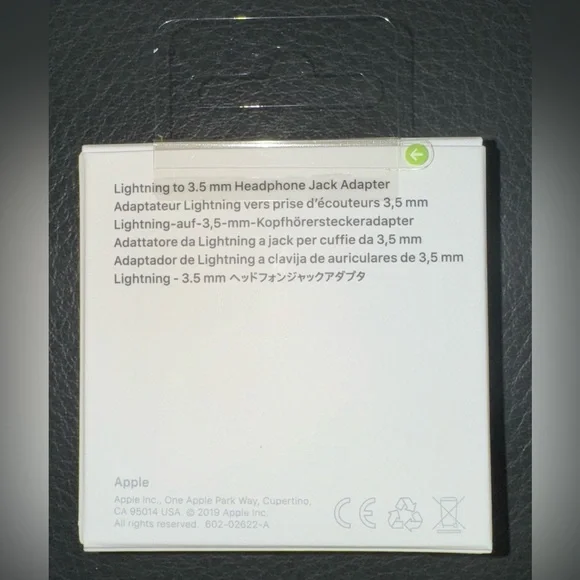 Lightning to 3.5 mm Headphone Jack Adapter
Adaptateur Lightning vers prise d'écouteurs 3,5 mm
Lightning-auf-3,5-mm-Kopfhörersteckeradapter
Adattatore da Lightning a jack per cuffie da 3,5 mm
Adaptador de Lightning a clavija de auriculares de 3,5 mm
Lightning - 3.5 mm ヘッドフォンジャックアダプタ
Apple
Apple Inc., One Apple Park Way, Cupertino,
CA 95014 USA. © 2019 Apple Inc.
All rights reserved. 602-02622-A
CE